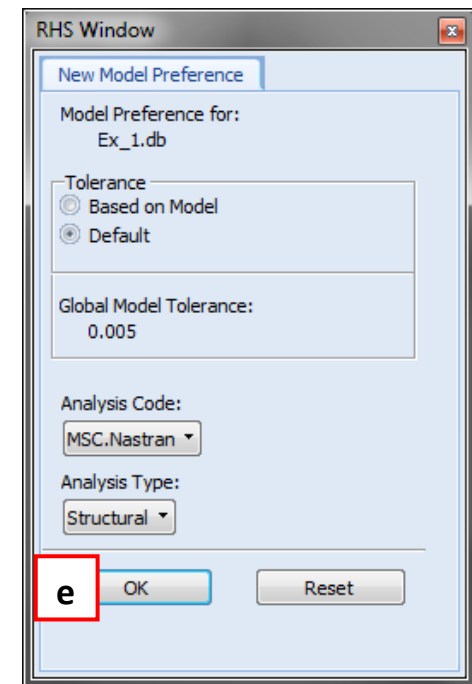 RHS Window
New Model Preference
Model Preference for:
Ex_1.db
Tolerance
Based on Model
Default
Global Model Tolerance:
0.005
Analysis Code:
MSC.Nastran
Analysis Type:
Structural
e OK Reset